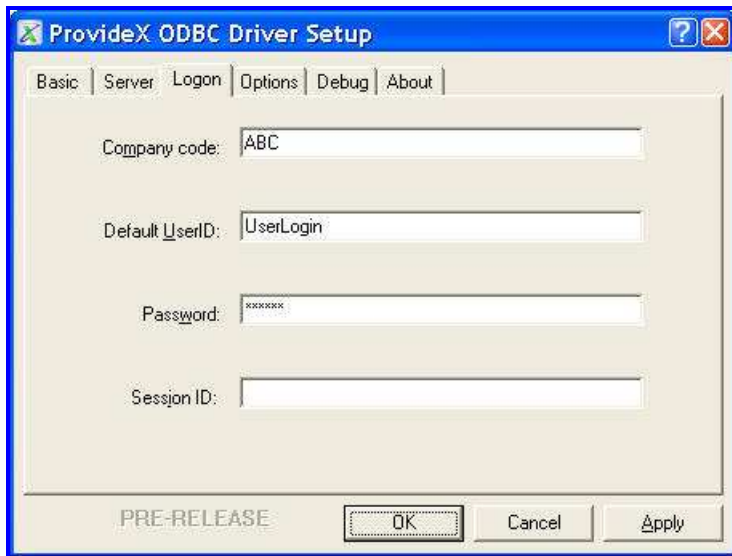 ProvideX ODBC Driver Setup
Basic Server Logon Options Debug About
Company code: ABC
Default UserID: UserLogin
Password: ******
Session ID:
PRE-RELEASE OK Cancel Apply